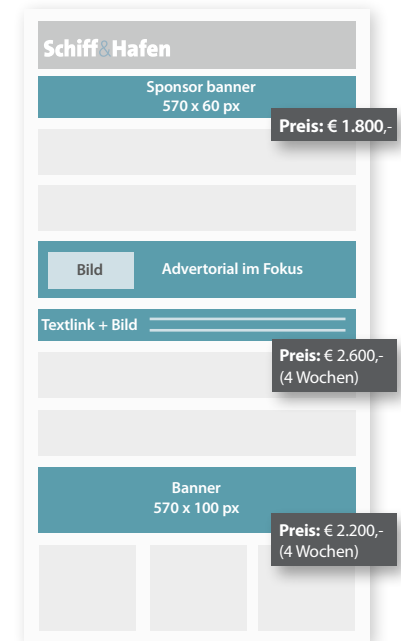 Schiff&Hafen
Sponsor banner
570 x 60 px
Preis: € 1.800,-
Bild
Advertorial im Fokus
Textlink + Bild
Preis: € 2.600,-
(4 Wochen)
Banner
570 x 100 px
Preis: € 2.200,-
(4 Wochen)